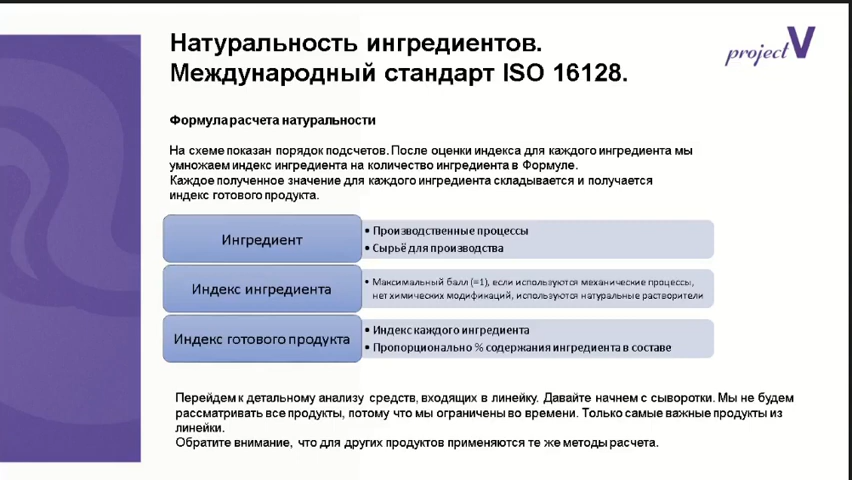 Натуральность ингредиентов.
Международный стандарт ISO 16128.
project V
Формула расчета натуральности
На схеме показан порядок подсчетов. После оценки индекса для каждого ингредиента мы
умножаем индекс ингредиента на количество ингредиента в Формуле.
Каждое полученное значение для каждого ингредиента складывается и получается
индекс готового продукта.
Ингредиент
• Производственные процессы
• Сырьё для производства
Индекс ингредиента
• Максимальный балл (=1), если используются механические процессы,
нет химических модификаций, используются натуральные растворители
Индекс готового продукта
• Индекс каждого ингредиента
• Пропорционально % содержания ингредиента в составе
Перейдем к детальному анализу средств, входящих в линейку. Давайте начнем с сыворотки. Мы не будем
рассматривать все продукты, потому что мы ограничены во времени. Только самые важные продукты из
линейки.
Обратите внимание, что для других продуктов применяются те же методы расчета.